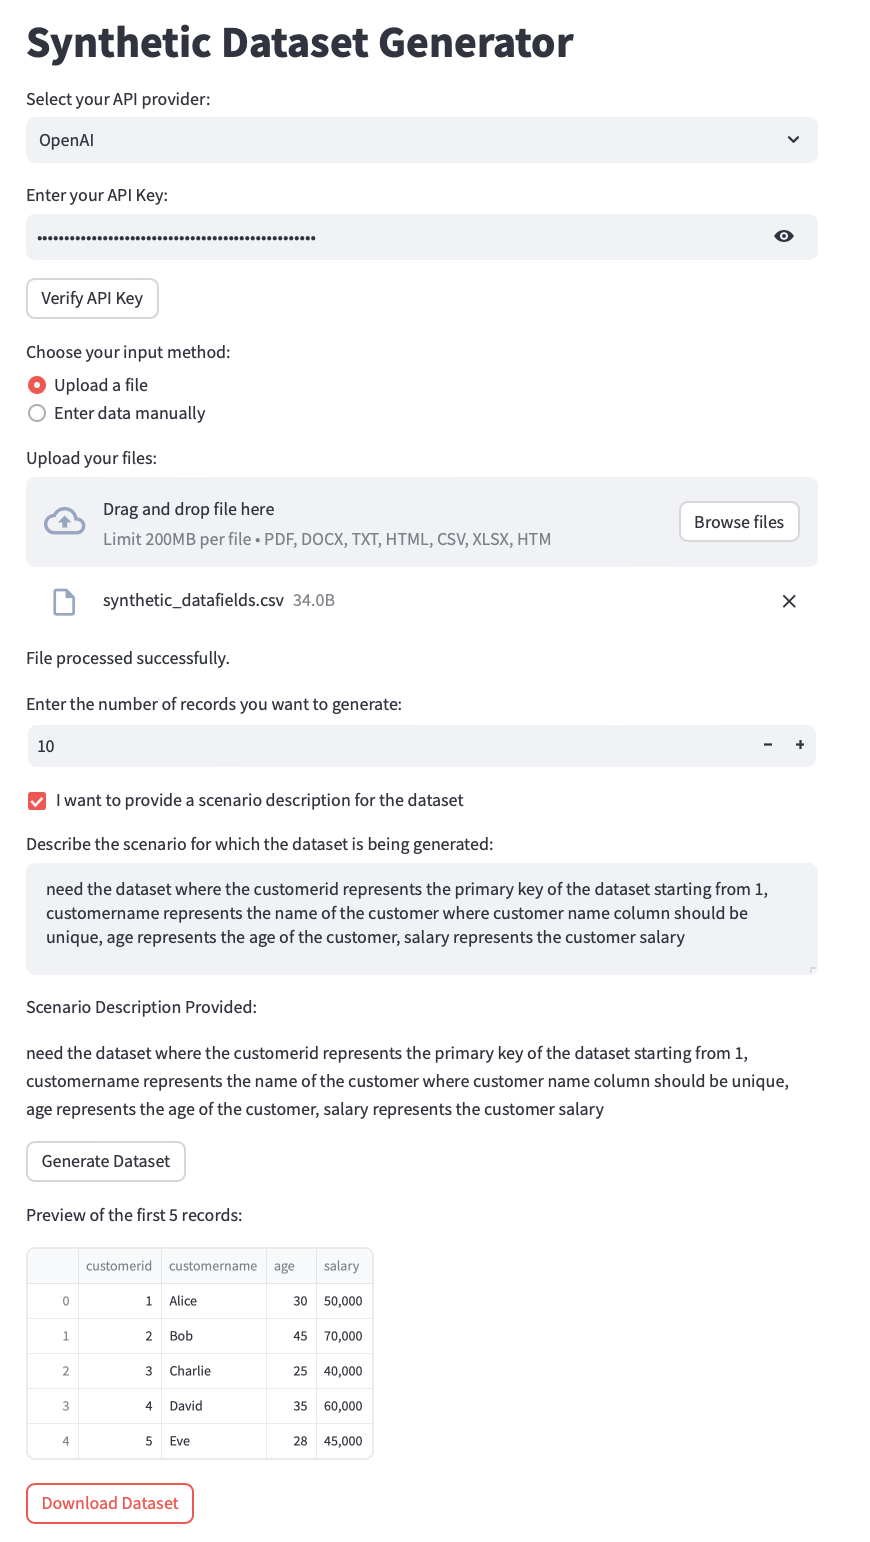 Synthetic Dataset Generator
Select your API provider:
OpenAI
Enter your API Key:
Verify API Key
Choose your input method:
Upload a file
Enter data manually
Upload your files:
Drag and drop file here
Limit 200MB per file • PDF, DOCX, TXT, HTML, CSV, XLSX, HTM
Browse files
synthetic_datafields.csv 34.0B
File processed successfully.
Enter the number of records you want to generate:
10
I want to provide a scenario description for the dataset
Describe the scenario for which the dataset is being generated:
need the dataset where the customerid represents the primary key of the dataset starting from 1,
customername represents the name of the customer where customer name column should be
unique, age represents the age of the customer, salary represents the customer salary
Scenario Description Provided:
need the dataset where the customerid represents the primary key of the dataset starting from 1,
customername represents the name of the customer where customer name column should be unique,
age represents the age of the customer, salary represents the customer salary
Generate Dataset
Preview of the first 5 records:
customerid customername age salary
0 1 Alice 30 50,000
1 2 Bob 45 70,000
2 3 Charlie 25 40,000
3 4 David 35 60,000
4 5 Eve 28 45,000
Download Dataset